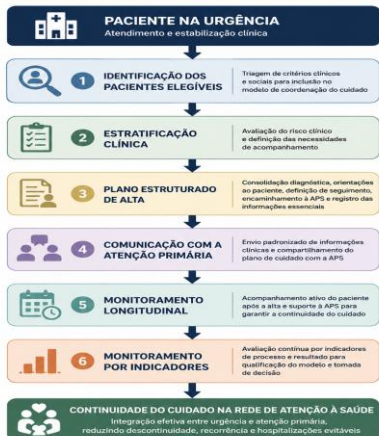 PACIENTE NA URGÊNCIA
Atendimento e estabilização clínica
1
IDENTIFICAÇÃO DOS
PACIENTES ELEGÍVEIS
Triagem de critérios clínicos
e sociais para inclusão no
modelo de coordenação do cuidado
2
ESTRATIFICAÇÃO
CLÍNICA
Avaliação do risco clínico
e definição das necessidades
de acompanhamento
3
PLANO ESTRUTURADO
DE ALTA
Consolidação diagnóstica, orientações
ao paciente, definição de seguimento,
encaminhamento à APS e registro das
informações essenciais
4
COMUNICAÇÃO COM A
ATENÇÃO PRIMÁRIA
Envio padronizado de informações
clínicas e compartilhamento do
plano de cuidado com a APS
5
MONITORAMENTO
LONGITUDINAL
Acompanhamento ativo do paciente
após a alta e suporte à APS para
garantir a continuidade do cuidado
6
MONITORAMENTO
POR INDICADORES
Avaliação contínua por indicadores
de processo e resultado para
qualificação do modelo e tomada
de decisão
CONTINUIDADE DO CUIDADO NA REDE DE ATENÇÃO À SAÚDE
Integração efetiva entre urgência e atenção primária,
reduzindo descontinuidade, recorrência e hospitalizações evitáveis